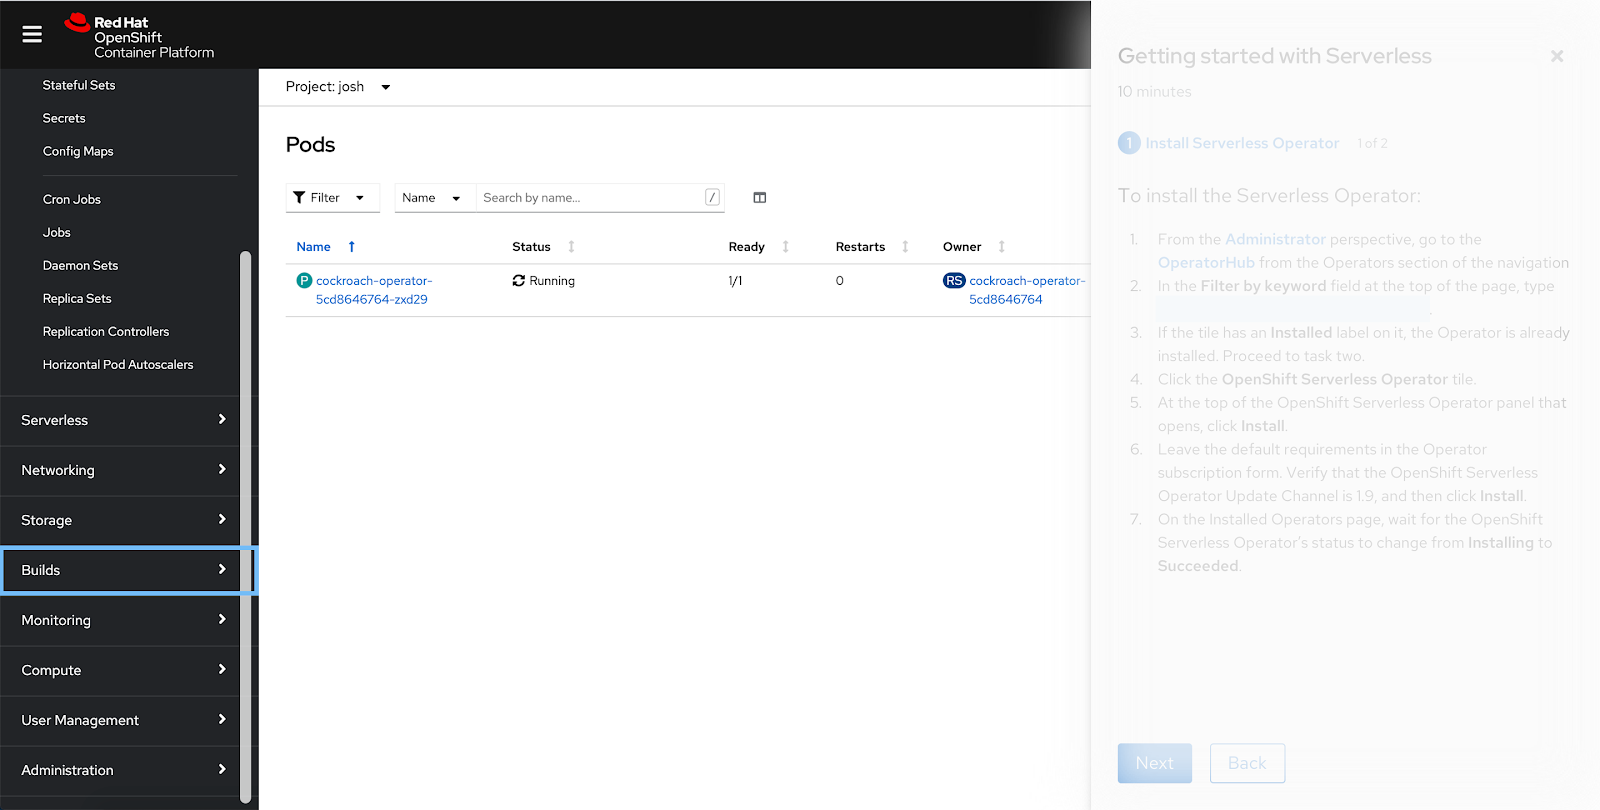 Red Hat
OpenShift
Container Platform
Stateful Sets
Secrets
Config Maps
Cron Jobs
Jobs
Daemon Sets
Replica Sets
Replication Controllers
Horizontal Pod Autoscalers
Serverless
Networking
Storage
Builds
Monitoring
Compute
User Management
Administration
Project: josh
Pods
Filter
Name
Search by name...
/
Name Status Ready Restarts Owner
P cockroach-operator- Running 1/1 0 RS cockroach-operator-
5cd8646764-zxd29 5cd8646764
Getting started with Serverless
10 minutes
1 Install Serverless Operator 1 of 2
To install the Serverless Operator:
1. From the Administrator perspective, go to the
OperatorHub from the Operators section of the navigation
2. In the Filter by keyword field at the top of the page, type
.
3. If the tile has an Installed label on it, the Operator is already
installed. Proceed to task two.
4. Click the OpenShift Serverless Operator tile.
5. At the top of the OpenShift Serverless Operator panel that
opens, click Install.
6. Leave the default requirements in the Operator
subscription form. Verify that the OpenShift Serverless
Operator Update Channel is 1.9, and then click Install.
7. On the Installed Operators page, wait for the OpenShift
Serverless Operator's status to change from Installing to
Succeeded.
Next
Back